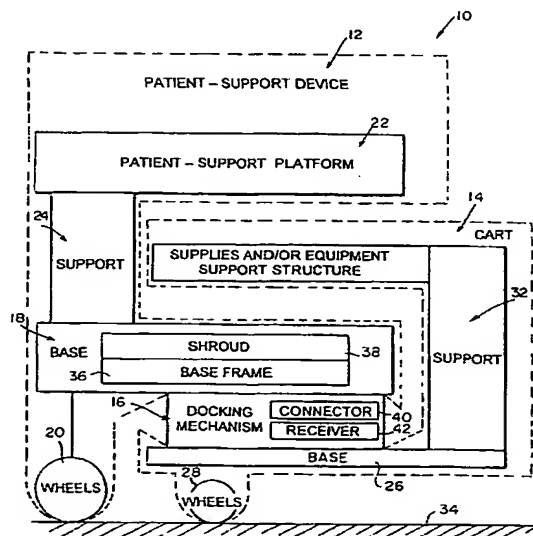 10
12
PATIENT – SUPPORT DEVICE
22
PATIENT – SUPPORT PLATFORM
24
SUPPORT
14
CART
SUPPLIES AND/OR EQUIPMENT
SUPPORT STRUCTURE
32
SUPPORT
18
BASE
SHROUD
38
36
BASE FRAME
16
DOCKING
MECHANISM
CONNECTOR
40
RECEIVER
42
20
WHEELS
BASE
26
28
WHEELS
34